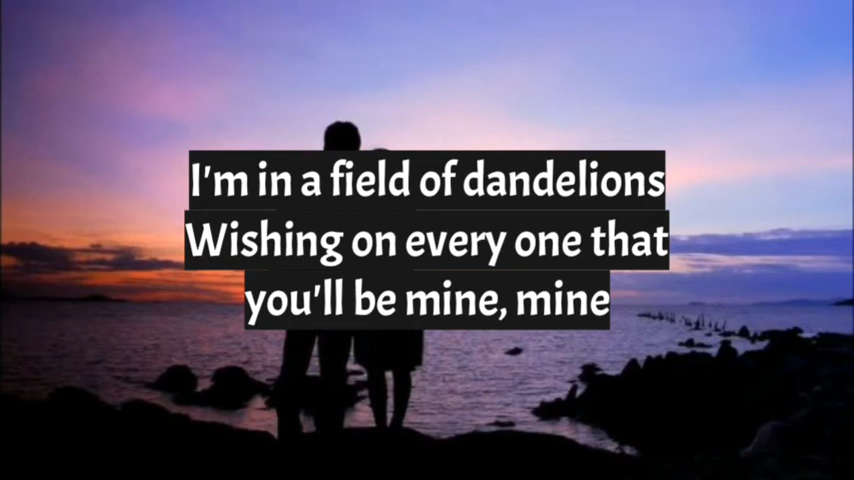 I'm in a field of dandelions
Wishing on every one that
you'll be mine, mine